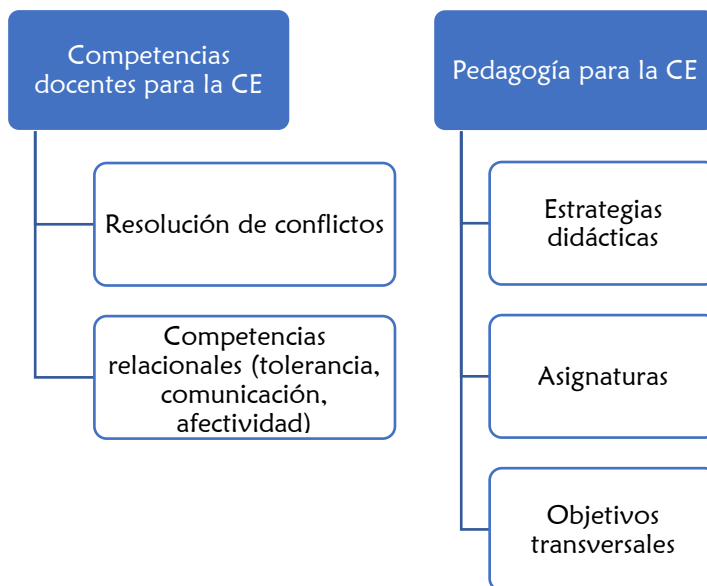 Competencias
docentes para la CE
Resolución de conflictos
Competencias
relacionales (tolerancia,
comunicación,
afectividad)
Pedagogía para la CE
Estrategias
didácticas
Asignaturas
Objetivos
transversales